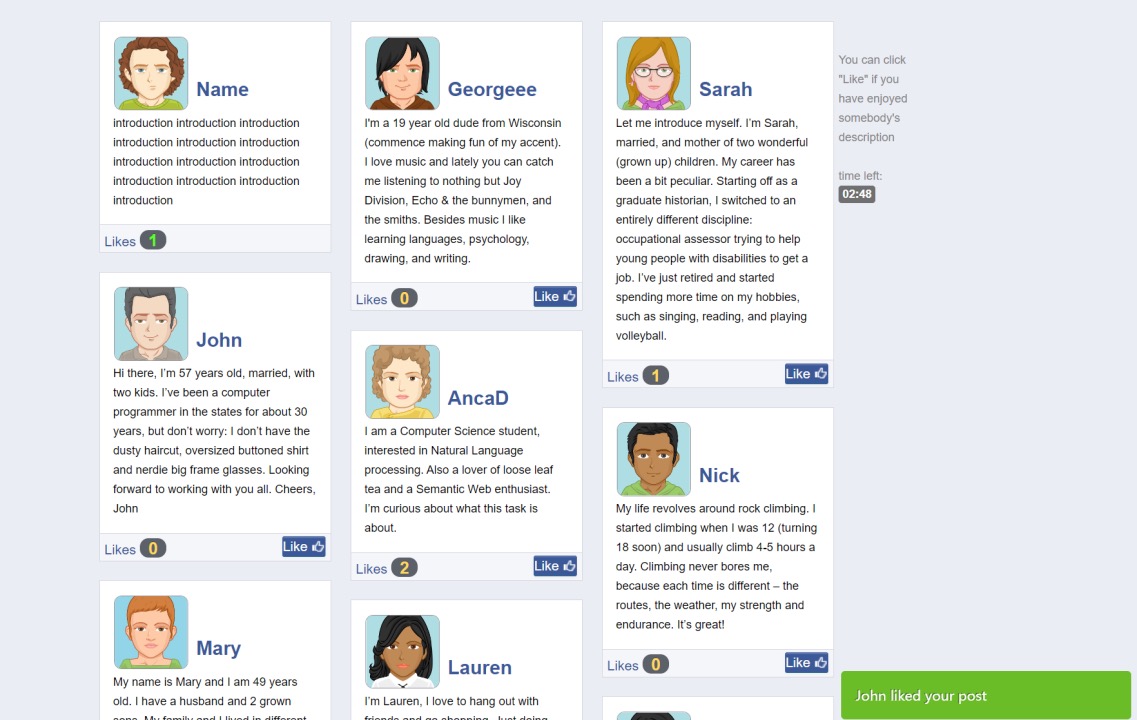 Name
introduction introduction introduction
introduction introduction introduction
introduction introduction introduction
introduction introduction introduction
introduction
Likes 1
John
Hi there, I'm 57 years old, married, with
two kids. I've been a computer
programmer in the states for about 30
years, but don't worry: I don't have the
dusty haircut, oversized buttoned shirt
and nerdie big frame glasses. Looking
forward to working with you all. Cheers,
John
Likes 0 Like
Mary
My name is Mary and I am 49 years
old. I have a husband and 2 grown
sons. My family and I lived in different
Georgeee
I'm a 19 year old dude from Wisconsin
(commence making fun of my accent).
I love music and lately you can catch
me listening to nothing but Joy
Division, Echo & the bunnymen, and
the smiths. Besides music I like
learning languages, psychology,
drawing, and writing.
Likes 0 Like
AncaD
I am a Computer Science student,
interested in Natural Language
processing. Also a lover of loose leaf
tea and a Semantic Web enthusiast.
I'm curious about what this task is
about.
Likes 2 Like
Lauren
I'm Lauren, I love to hang out with
friends and go shopping. Just doing
Sarah
Let me introduce myself. I'm Sarah,
married, and mother of two wonderful
(grown up) children. My career has
been a bit peculiar. Starting off as a
graduate historian, I switched to an
entirely different discipline:
occupational assessor trying to help
young people with disabilities to get a
job. I've just retired and started
spending more time on my hobbies,
such as singing, reading, and playing
volleyball.
Likes 1 Like
Nick
My life revolves around rock climbing. I
started climbing when I was 12 (turning
18 soon) and usually climb 4-5 hours a
day. Climbing never bores me,
because each time is different – the
routes, the weather, my strength and
endurance. It's great!
Likes 0 Like
You can click
"Like" if you
have enjoyed
somebody's
description
time left:
02:48
John liked your post